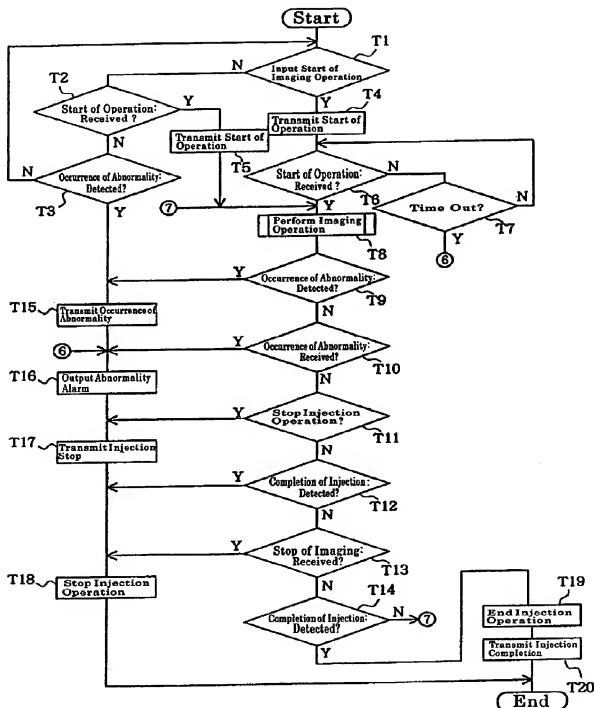 Start
T1
Input Start of
Imaging Operation
N
Y
T2
Start of Operation:
Received ?
Y
N
T4
Transmit Start of
Operation
Transmit Start of
Operation
T5
Occurrence of Abnormality:
Detected?
N
Y
T3
Start of Operation:
Received ?
N
Y
T6
Time Out?
N
Y
T7
⑥
⑦
Perform Imaging
Operation
T8
Occurrence of Abnormality:
Detected?
Y
N
T9
T15
Transmit Occurrence of
Abnormality
⑥
Occurrence of Abnormality:
Received?
Y
N
T10
T16
Output Abnormality
Alarm
Stop Injection
Operation?
Y
N
T11
T17
Transmit Injection
Stop
Completion of Injection:
Detected?
Y
N
T12
Stop of Imaging:
Received?
Y
N
T13
T18
Stop Injection
Operation
T14
Completion of Injection:
Detected?
N
⑦
Y
T19
End Injection
Operation
Transmit Injection
Completion
T20
End